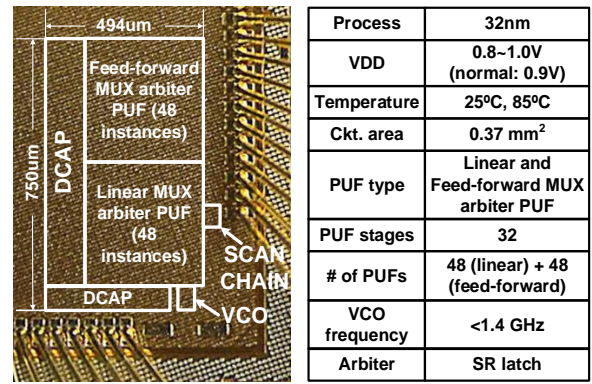 494um
750um
DCAP
Feed-forward
MUX arbiter
PUF (48
instances)
Linear MUX
arbiter PUF
(48
instances)
SCAN
CHAIN
DCAP
VCO
Process 32nm
VDD 0.8~1.0V
(normal: 0.9V)
Temperature 25ºC, 85ºC
Ckt. area 0.37 mm²
PUF type Linear and
Feed-forward MUX
arbiter PUF
PUF stages 32
# of PUFs 48 (linear) + 48
(feed-forward)
VCO
frequency <1.4 GHz
Arbiter SR latch